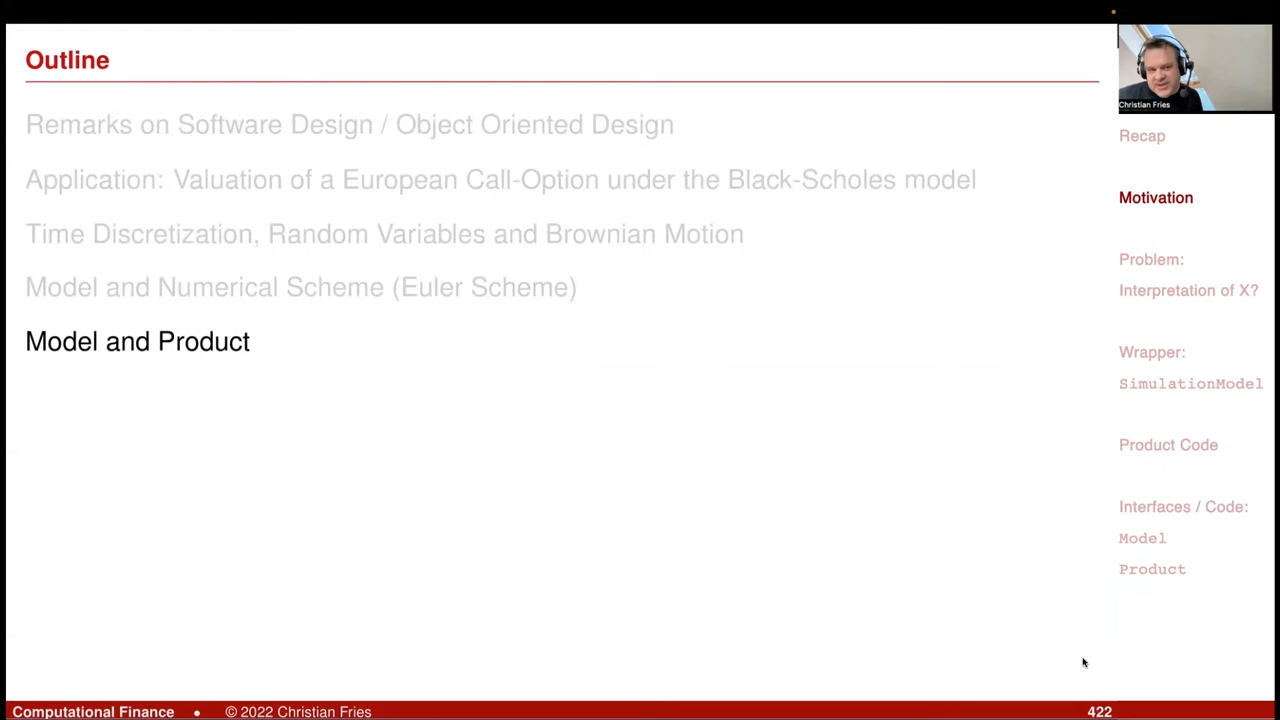 Outline
Remarks on Software Design / Object Oriented Design
Application: Valuation of a European Call-Option under the Black-Scholes model
Time Discretization, Random Variables and Brownian Motion
Model and Numerical Scheme (Euler Scheme)
Model and Product
Christian Fries
Recap
Motivation
Problem:
Interpretation of X?
Wrapper:
SimulationModel
Product Code
Interfaces / Code:
Model
Product
Computational Finance • © 2022 Christian Fries 422